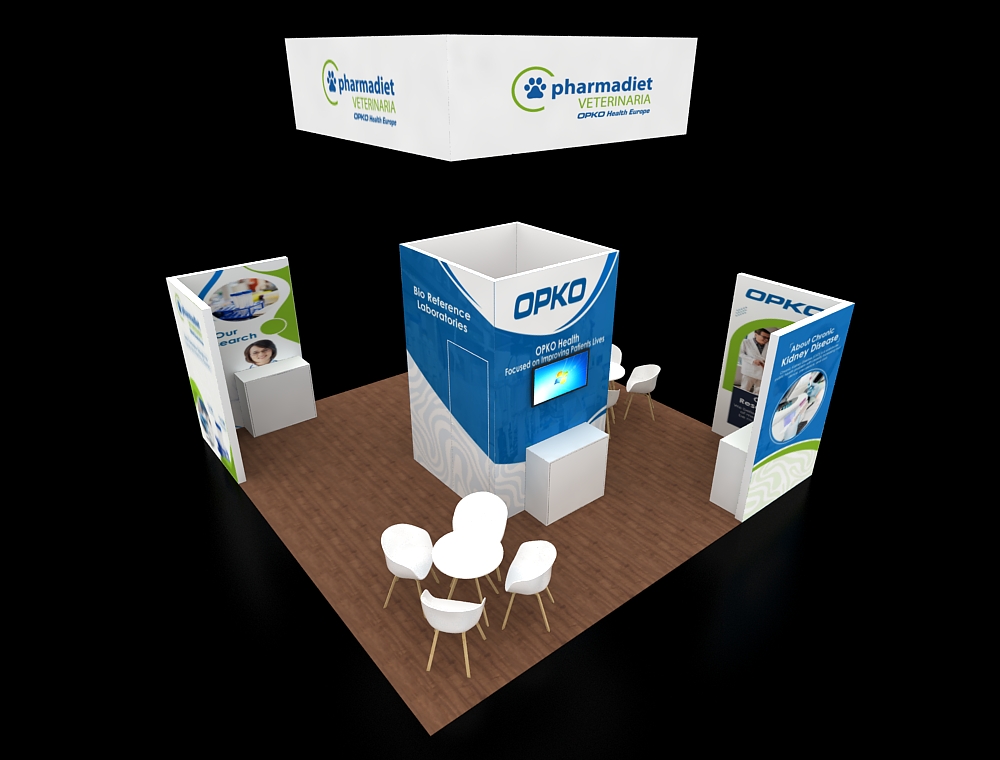 pharmadiet
VETERINARIA
OPKO Health Europe
pharmadiet
VETERINARIA
OPKO Health Europe
Bio Reference
Laboratories
OPKO
OPKO Health
Focused on Improving Patients Lives
pharmadiet
Our
OPKO
About Chronic
Kidney Disease